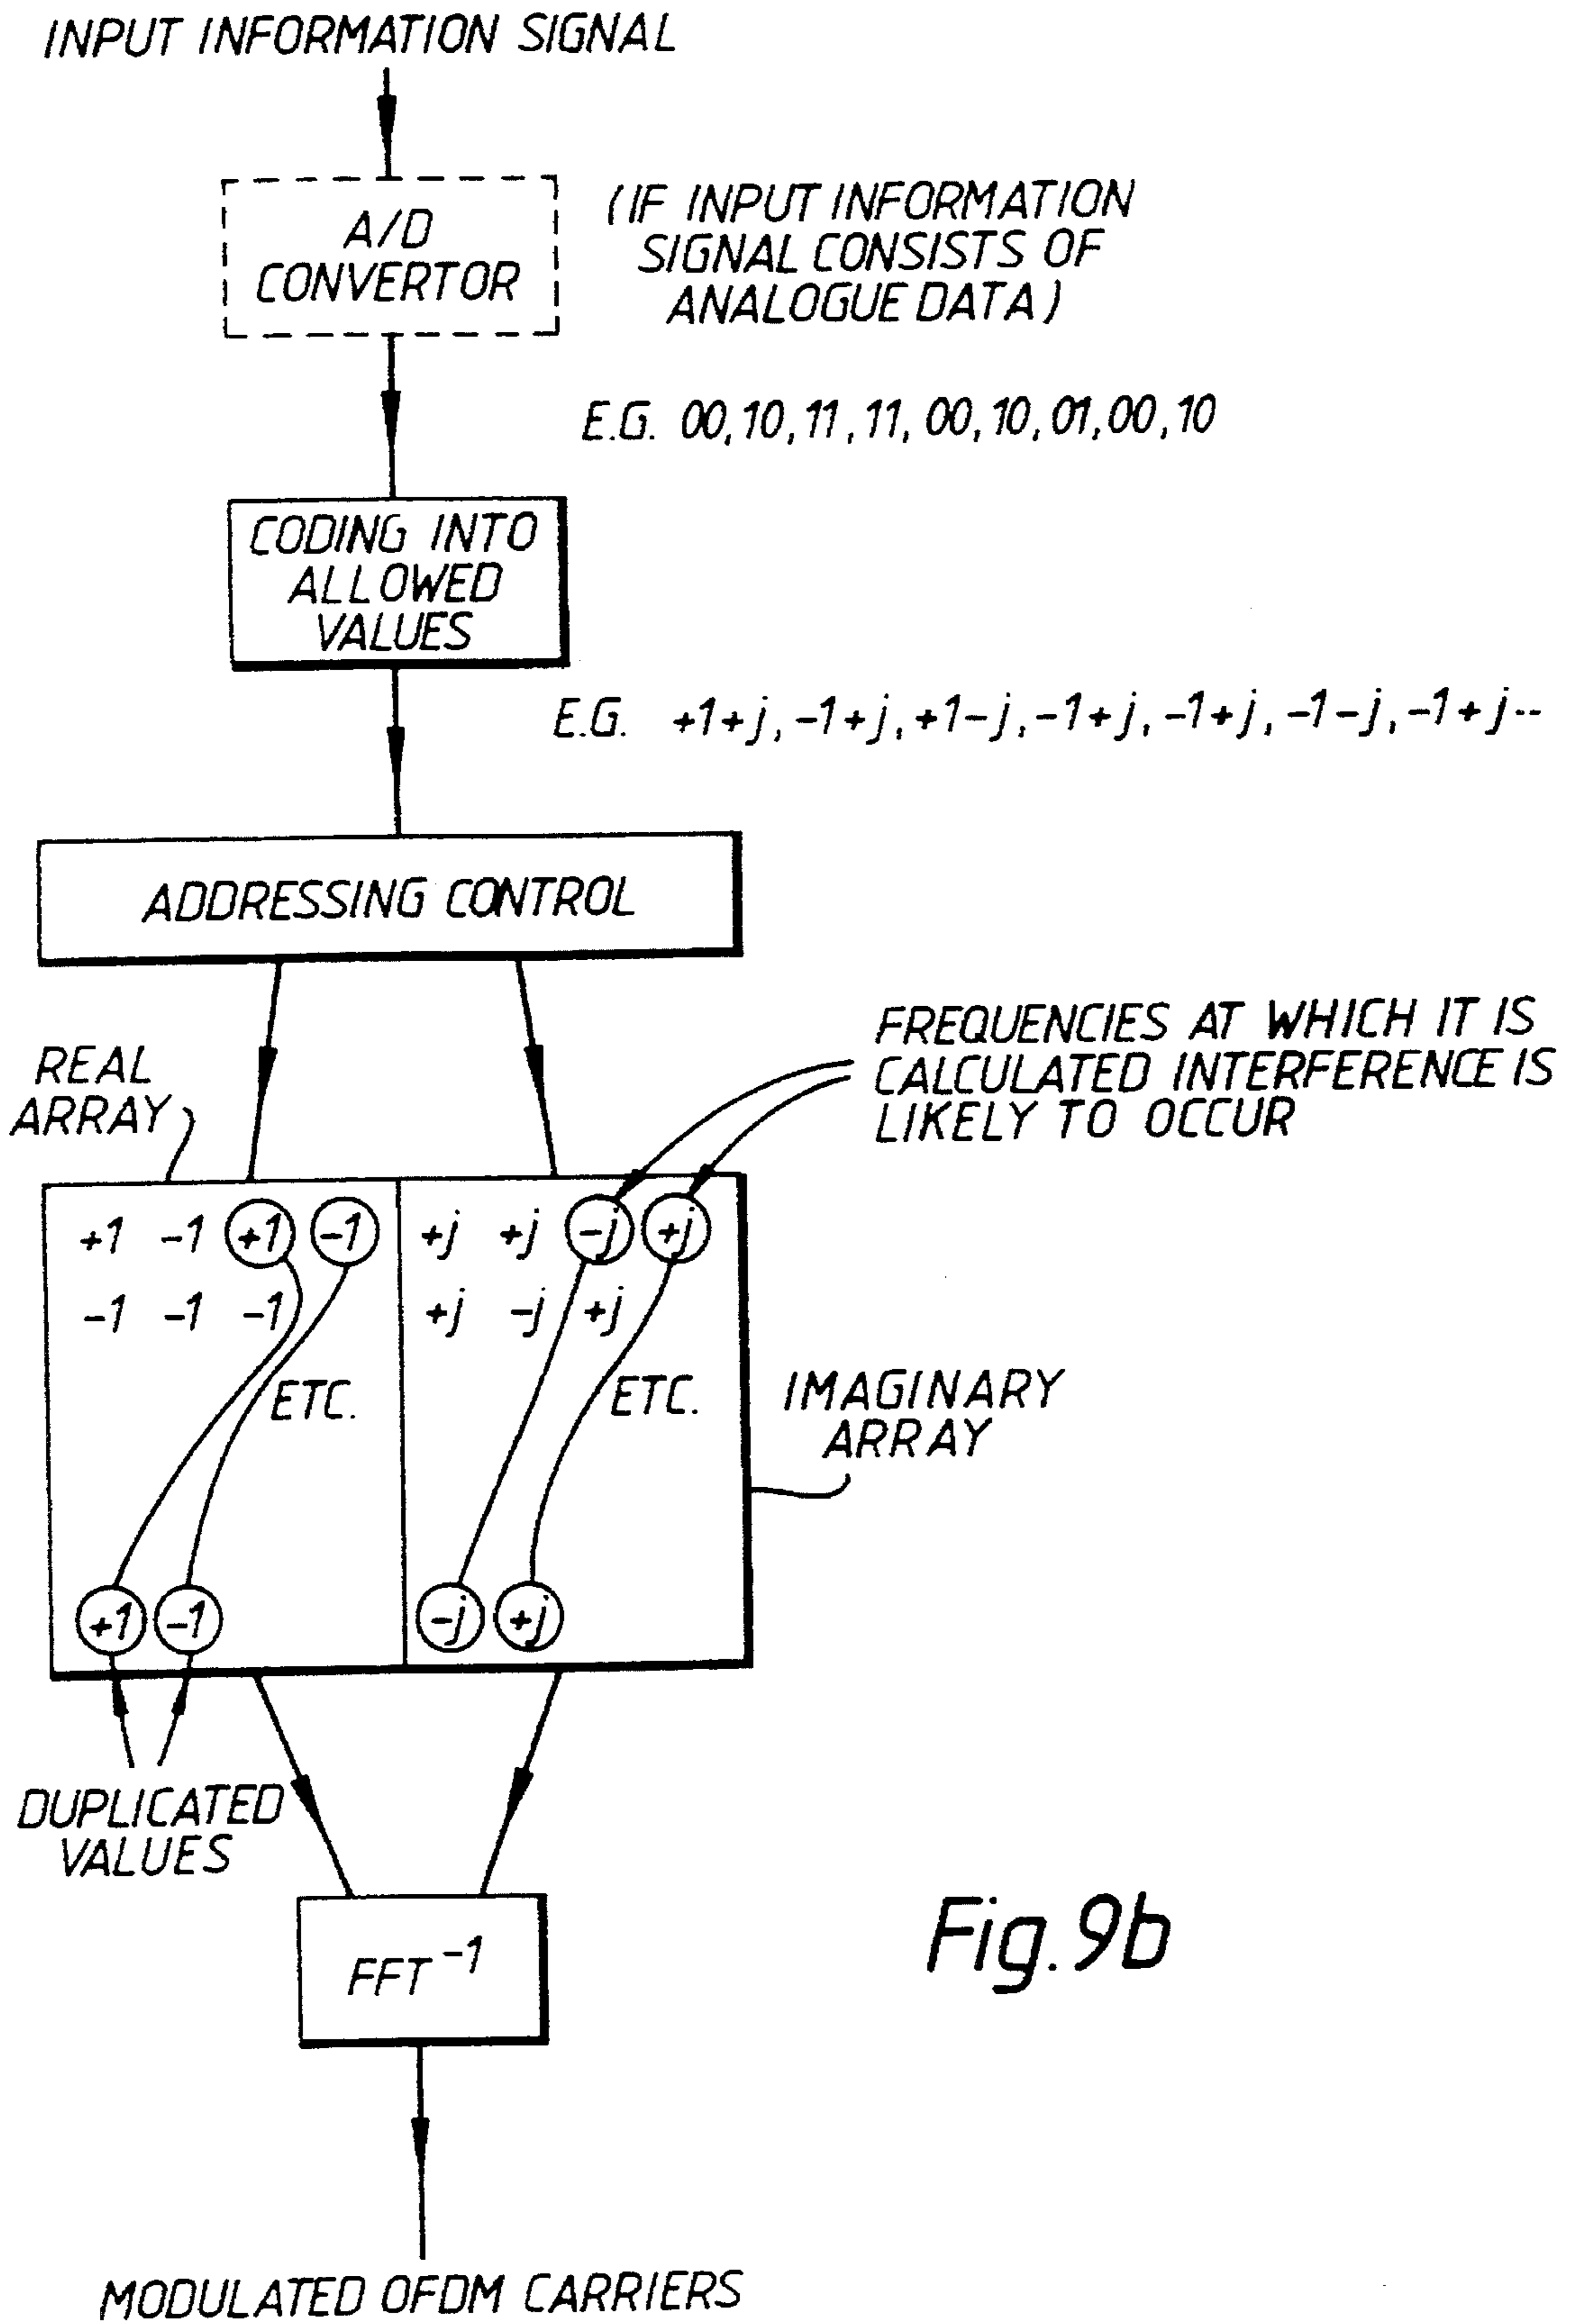 INPUT INFORMATION SIGNAL
A/D
CONVERTOR
(IF INPUT INFORMATION
SIGNAL CONSISTS OF
ANALOGUE DATA)
E.G. 00,10,11,11,00,10,01,00,10
CODING INTO
ALLOWED
VALUES
E.G. +1+j, -1+j, +1-j, -1+j, -1+j, -1-j, -1+j--
ADDRESSING CONTROL
FREQUENCIES AT WHICH IT IS
CALCULATED INTERFERENCE IS
LIKELY TO OCCUR
REAL
ARRAY
+1 -1 +1 -1 +j +j -j +j
-1 -1 -1 +j -j +j
ETC. ETC.
IMAGINARY
ARRAY
+1 -1 -j +j
DUPLICATED
VALUES
FFT⁻¹
Fig. 9b
MODULATED OFDM CARRIERS